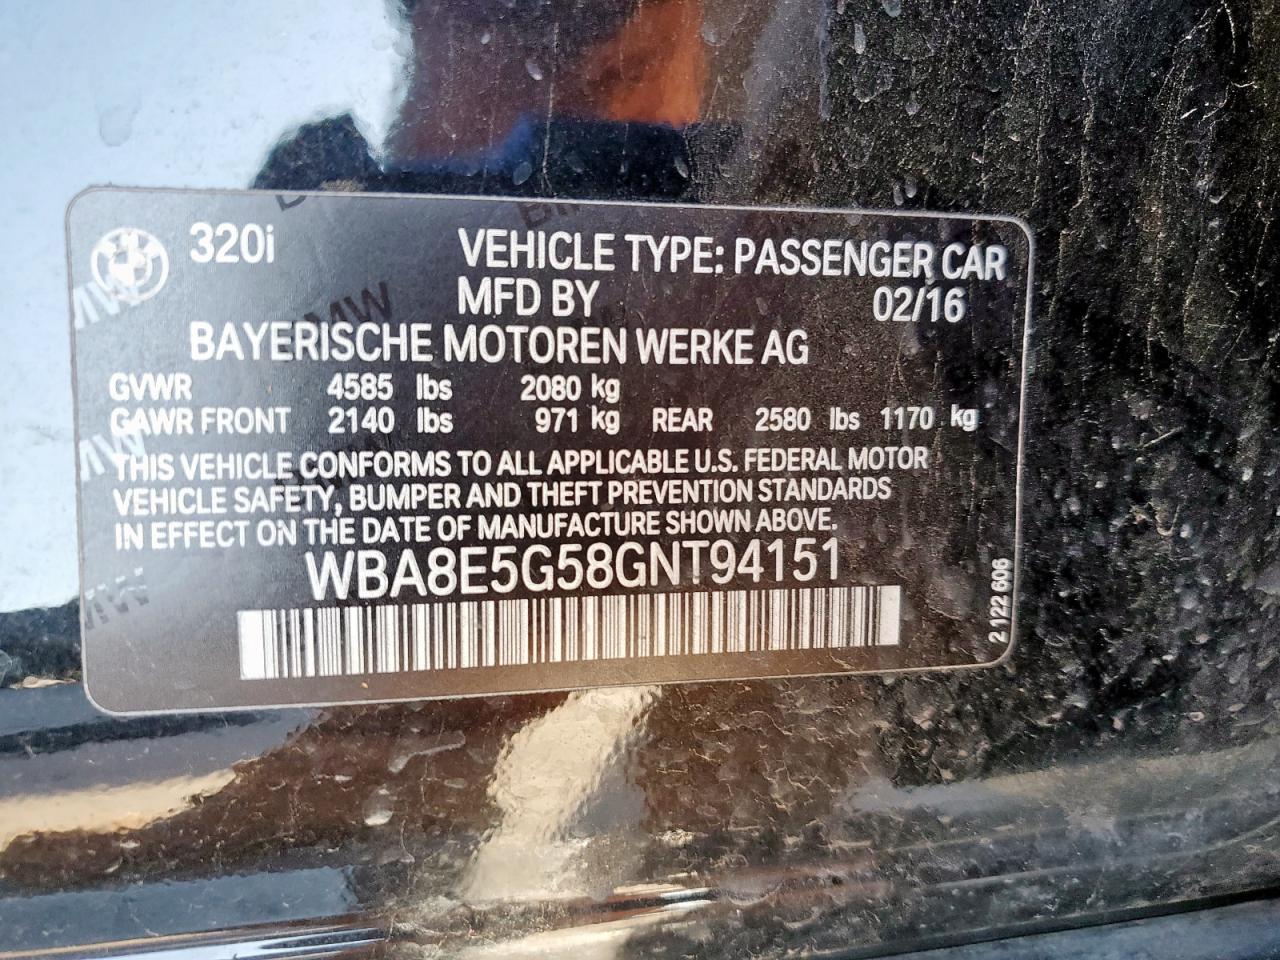 320i VEHICLE TYPE: PASSENGER CAR
MFD BY 02/16
BAYERISCHE MOTOREN WERKE AG
GVWR 4585 lbs 2080 kg
GAWR FRONT 2140 lbs 971 kg REAR 2580 lbs 1170 kg
THIS VEHICLE CONFORMS TO ALL APPLICABLE U.S. FEDERAL MOTOR
VEHICLE SAFETY, BUMPER AND THEFT PREVENTION STANDARDS
IN EFFECT ON THE DATE OF MANUFACTURE SHOWN ABOVE.
WBA8E5G58GNT94151
2 122 606